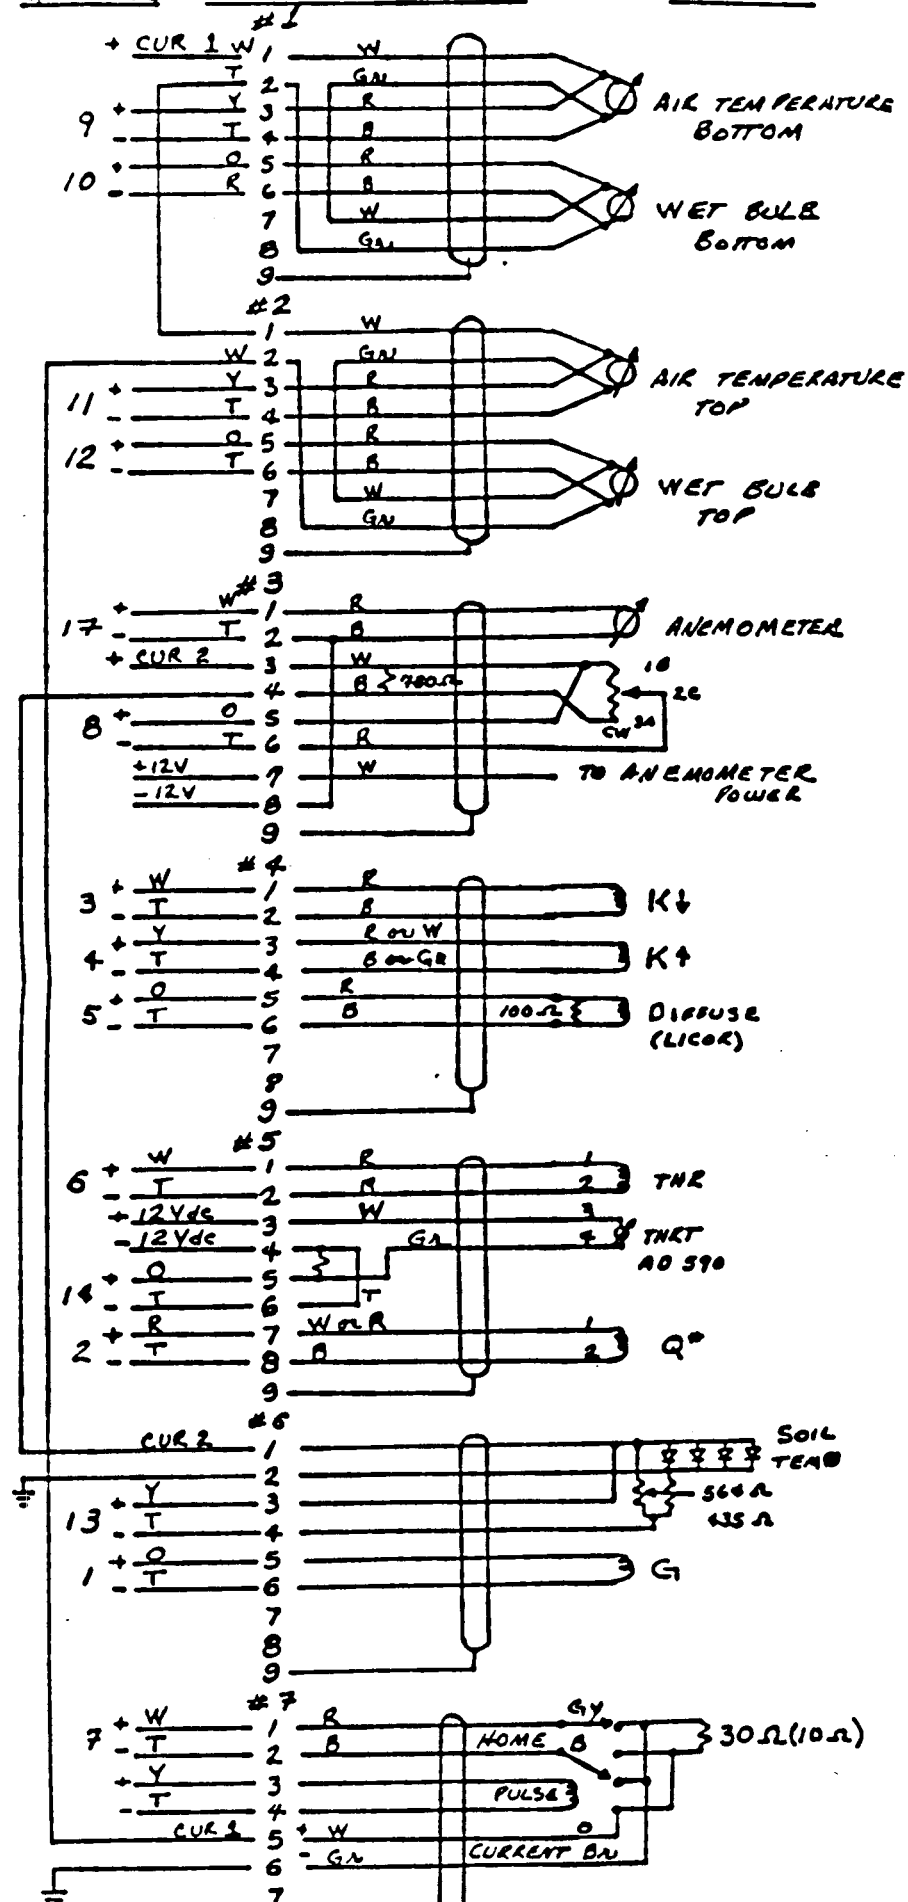 #1
+ CUR 1 W 1 W
T 2 GN
9 + Y 3 R
- T 4 B
AIR TEMPERATURE
BOTTOM
10 + O 5 R
- R 6 B
7 W
8 GN
WET BULB
BOTTOM
9
#2
1 W
W 2 GN
11 + Y 3 R
- T 4 B
AIR TEMPERATURE
TOP
12 + O 5 R
- T 6 B
7 W
8 GN
WET BULB
TOP
9
#3
17 + W 1 R
- T 2 B
ANEMOMETER
+ CUR 2 3 W 1B
4 B 780Ω 2C
8 + O 5 CW
- T 6 R
+12V 7 W TO ANEMOMETER
POWER
-12V 8
9
#4
3 + W 1 R
- T 2 B
K↓
4 + Y 3 R or W
- T 4 B or GR
K↑
5 + O 5 R
- T 6 B 100Ω
DIFFUSE
(LICOR)
7
8
9
#5
6 + W 1 R 1
- T 2 R 2
THR
+ 12Vdc 3 W 3
- 12Vdc 4 GN 4
THRT
AD 590
14 + O 5
- T 6 T
2 + R 7 W or R 1
- T 8 B 2
Q*
9
#6
CUR 2 1
SOIL
TEMP
2
13 + Y 3 564Ω
- T 4 435Ω
1 + O 5
- T 6
G
7
8
9
#7
7 + W 1 R GY
- T 2 B HOME B
30Ω(10Ω)
+ Y 3
- T 4 PULSE
CUR 1 5 + W O
6 - GN CURRENT BN
7